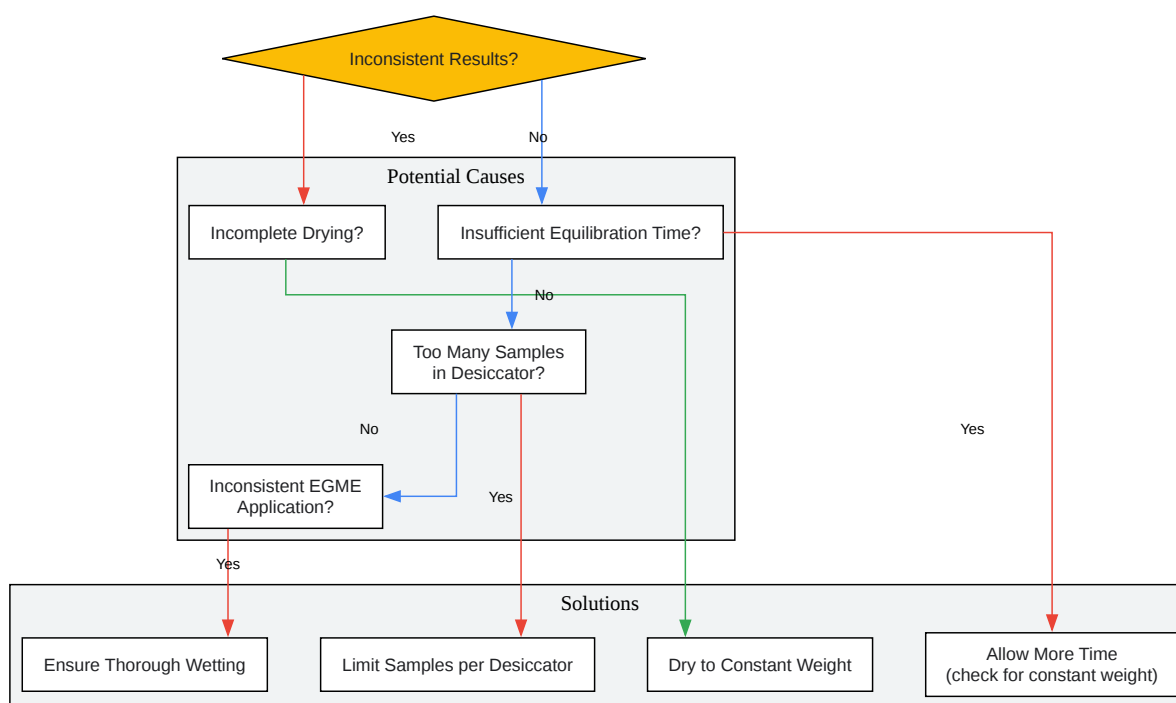 Inconsistent Results?
Yes
No
Potential Causes
Incomplete Drying?
Insufficient Equilibration Time?
No
Too Many Samples
in Desiccator?
No
Yes
Inconsistent EGME
Application?
Yes
Yes
Solutions
Ensure Thorough Wetting
Limit Samples per Desiccator
Dry to Constant Weight
Allow More Time
(check for constant weight)